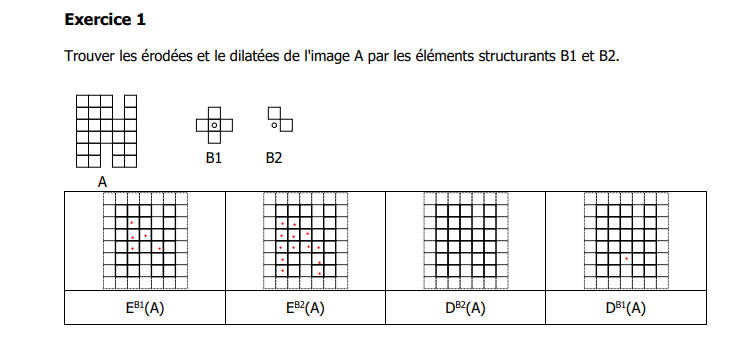 Exercice 1
Trouver les érodées et le dilatées de l'image A par les éléments structurants B1 et B2.
B1 B2
A
E^B1(A) E^B2(A) D^B2(A) D^B1(A)